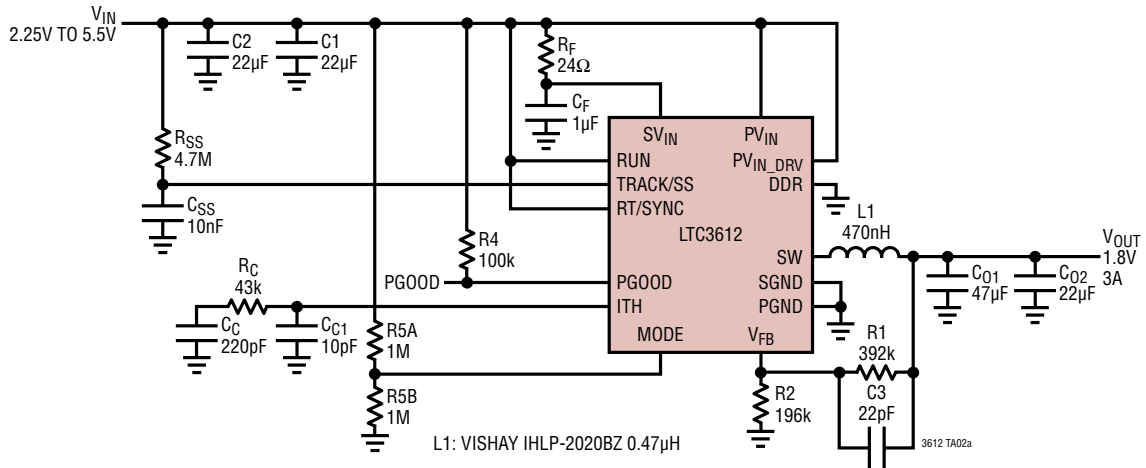 VIN
2.25V TO 5.5V
C2
22µF
C1
22µF
RF
24Ω
CF
1µF
RSS
4.7M
CSS
10nF
R4
100k
PGOOD
RC
43k
CC
220pF
CC1
10pF
R5A
1M
R5B
1M
SVIN
PVIN
RUN
PVIN_DRV
TRACK/SS
DDR
RT/SYNC
LTC3612
SW
PGOOD
SGND
ITH
PGND
MODE
VFB
L1
470nH
VOUT
1.8V
3A
CO1
47µF
CO2
22µF
R1
392k
C3
22pF
R2
196k
3612 TA02a
L1: VISHAY IHLP-2020BZ 0.47µH